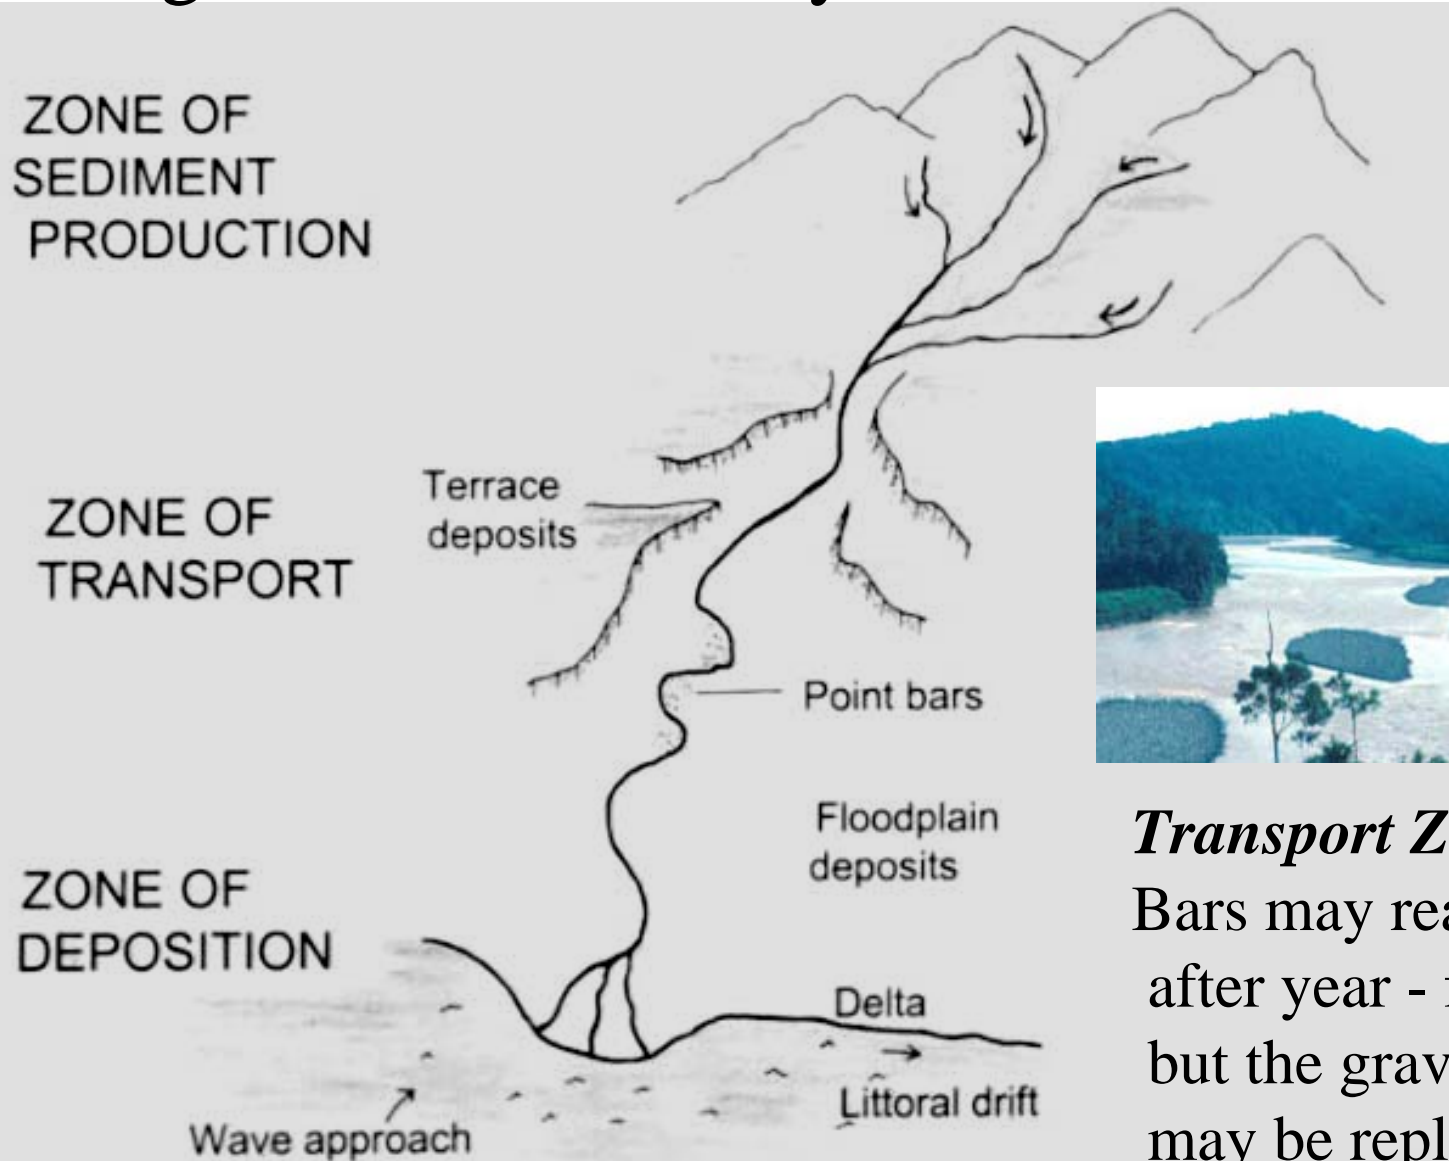 ZONE OF
SEDIMENT
PRODUCTION
Terrace
deposits
ZONE OF
TRANSPORT
Point bars
Floodplain
deposits
ZONE OF
DEPOSITION
Delta
Littoral drift
Wave approach
Transport Z
Bars may rea
after year -
but the grav
may be repl